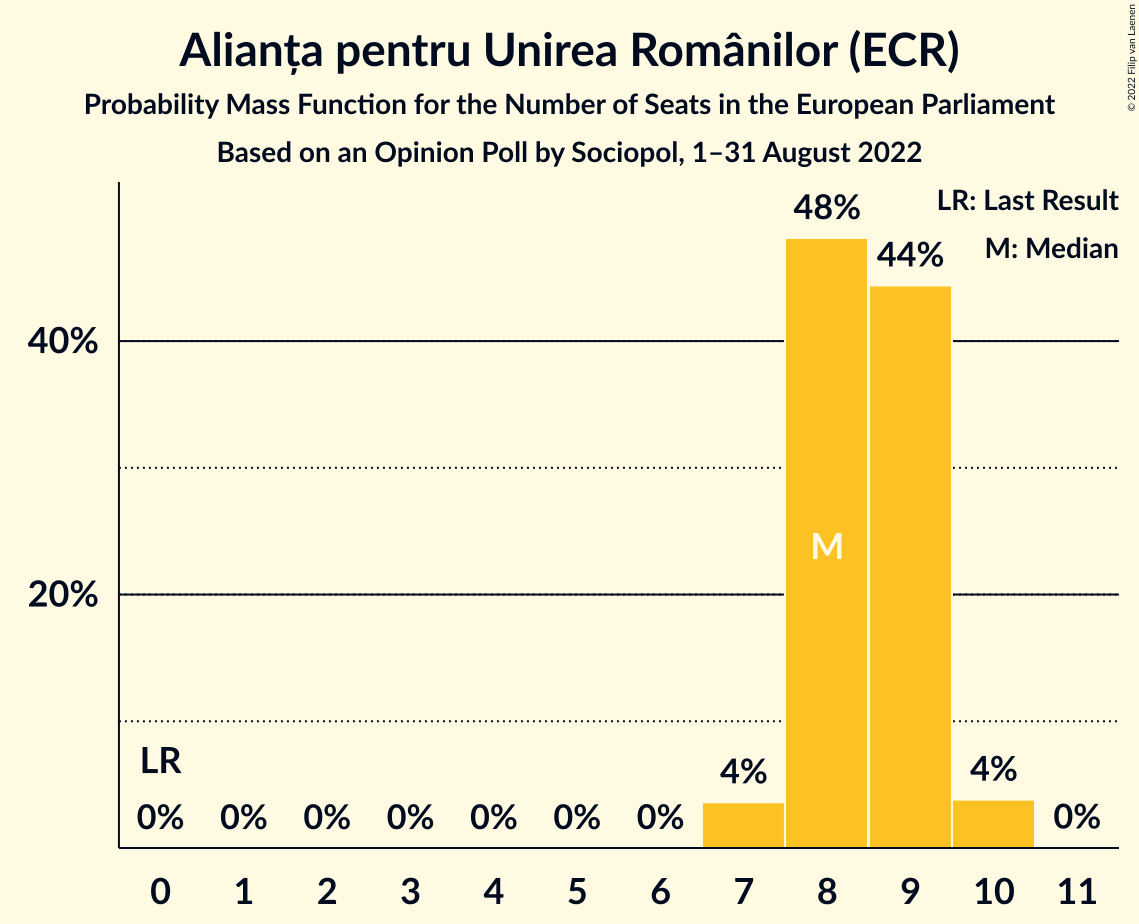 Alianța pentru Unirea Românilor (ECR)
Probability Mass Function for the Number of Seats in the European Parliament
Based on an Opinion Poll by Sociopol, 1–31 August 2022
© 2022 Filip van Laenen
LR: Last Result
M: Median
48%
44%
40%
M
20%
LR
0% 0% 0% 0% 0% 0% 0% 4% 4% 0%
0 1 2 3 4 5 6 7 8 9 10 11